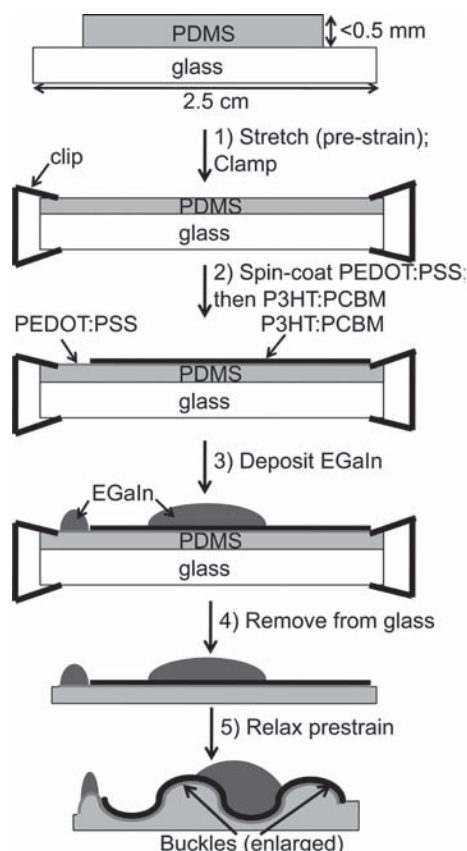 PDMS
<0.5 mm
glass
2.5 cm
1) Stretch (pre-strain);
Clamp
clip
PDMS
glass
2) Spin-coat PEDOT:PSS;
then P3HT:PCBM
PEDOT:PSS
P3HT:PCBM
PDMS
glass
3) Deposit EGaIn
EGaIn
PDMS
glass
4) Remove from glass
5) Relax prestrain
Buckles (enlarged)